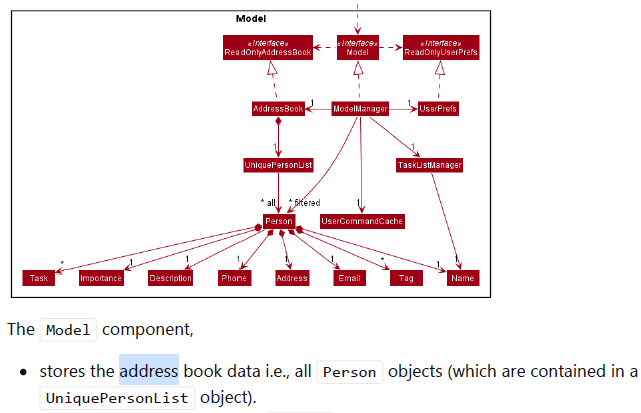 Model
«Interface» «Interface» «Interface»
ReadOnlyAddressBook Model ReadOnlyUserPrefs
AddressBook 1 ModelManager 1 UserPrefs
1 1
UniquePersonList TaskListManager
* all * filtered 1
Person UserCommandCache
* 1 1 1 1 1 * 1 1
Task Importance Description Phone Address Email Tag Name
The Model component,
• stores the address book data i.e., all Person objects (which are contained in a
UniquePersonList object).